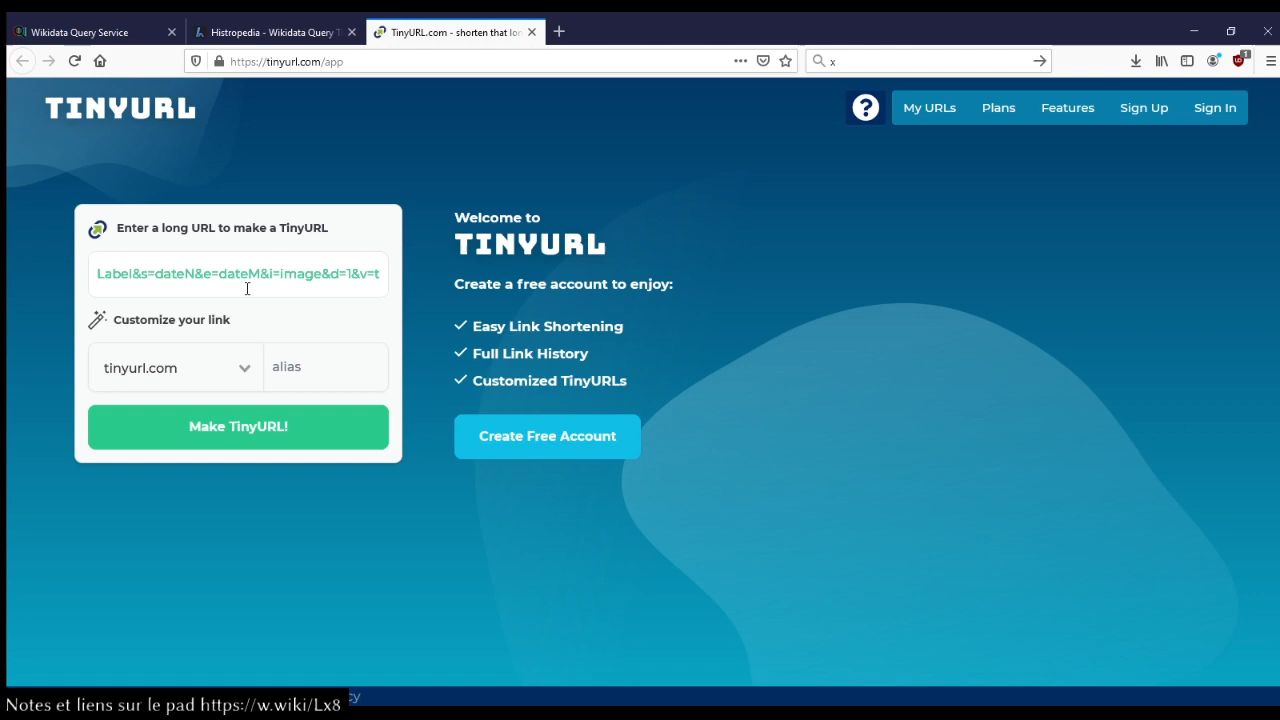 Wikidata Query Service
Histropedia - Wikidata Query T
TinyURL.com - shorten that lon
https://tinyurl.com/app
x
TINYURL
My URLs
Plans
Features
Sign Up
Sign In
Enter a long URL to make a TinyURL
Label&s=dateN&e=dateM&i=image&d=1&v=t
Customize your link
tinyurl.com
alias
Make TinyURL!
Welcome to
TINYURL
Create a free account to enjoy:
Easy Link Shortening
Full Link History
Customized TinyURLs
Create Free Account
cy
Notes et liens sur le pad https://w.wiki/Lx8